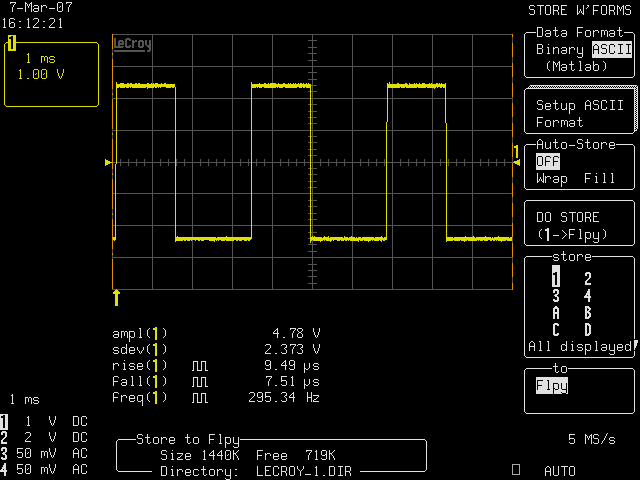 7-Mar-07
16:12:21
1
1 ms
1.00 V
LeCroy
1
ampl(1) 4.78 V
sdev(1) 2.373 V
rise(1) 9.49 µs
fall(1) 7.51 µs
freq(1) 295.34 Hz
1 ms
1 1 V DC
2 2 V DC
3 50 mV AC
4 50 mV AC
Store to Flpy
Size 1440K Free 719K
Directory: LECROY-1.DIR
STORE W'FORMS
Data Format
Binary ASCII
(Matlab)
Setup ASCII
Format
Auto-Store
Off
Wrap Fill
DO STORE
(1->Flpy)
store
1 2
3 4
A B
C D
All displayed
to
Flpy
5 MS/s
AUTO